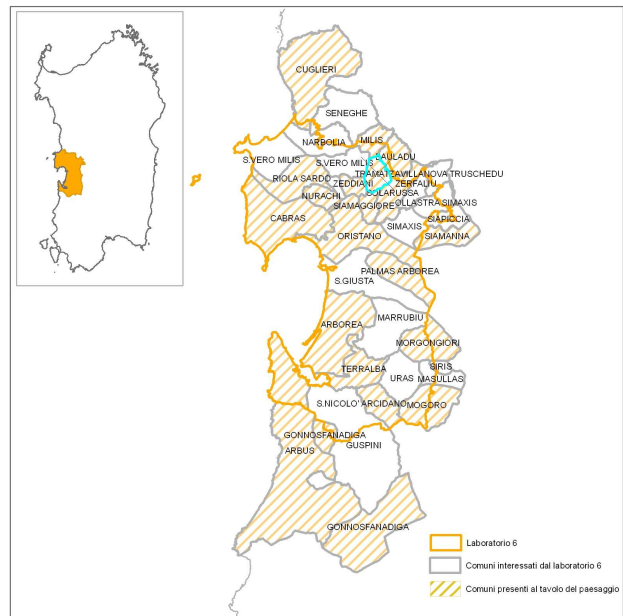 CUGLIERI
SENEGHE
NARBOLIA
MILIS
BAULADU
S.VERO MILIS
S.VERO MILIS
TRAMATZA
VILLANOVA TRUSCHEDU
RIOLA SARDO
ZEDDIANI
ZERFALIU
SOLARUSSA
NURACHI
SIAMAGGIORE
OLLASTRA SIMAXIS
CABRAS
SIMAXIS
SIAPICCIA
ORISTANO
SIAMANNA
PALMAS ARBOREA
S.GIUSTA
ARBOREA
MARRUBIU
MORGONGIORI
TERRALBA
SIRIS
URAS
MASULLAS
S.NICOLO' ARCIDANO
MOGORO
GONNOSFANADIGA
GUSPINI
ARBUS
GONNOSFANADIGA
Laboratorio 6
Comuni interessati dal laboratorio 6
Comuni presenti al tavolo del paesaggio